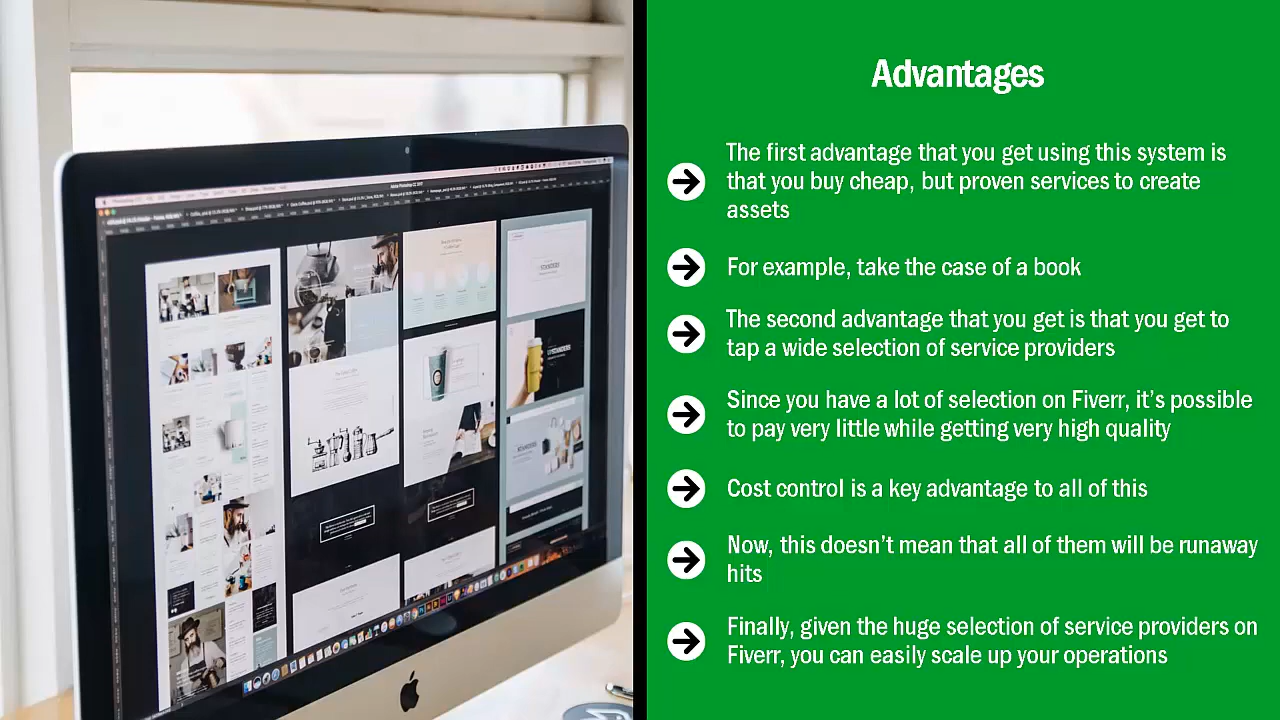 Advantages
The first advantage that you get using this system is
that you buy cheap, but proven services to create
assets
For example, take the case of a book
The second advantage that you get is that you get to
tap a wide selection of service providers
Since you have a lot of selection on Fiverr, it's possible
to pay very little while getting very high quality
Cost control is a key advantage to all of this
Now, this doesn't mean that all of them will be runaway
hits
Finally, given the huge selection of service providers on
Fiverr, you can easily scale up your operations